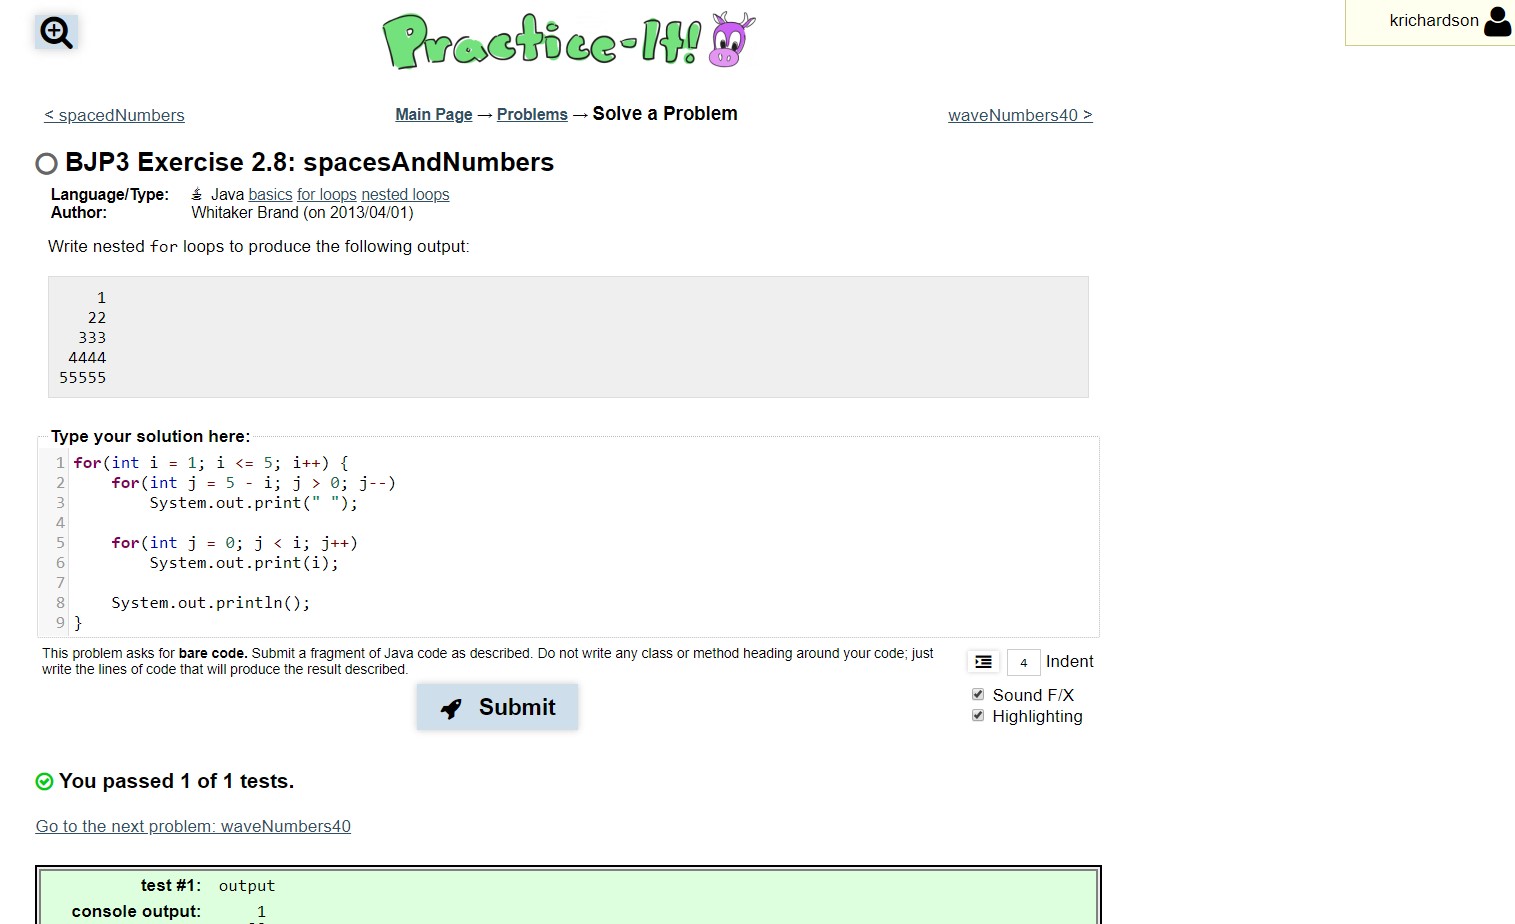 Practice-It!
krichardson
< spacedNumbers
Main Page → Problems → Solve a Problem
waveNumbers40 >
BJP3 Exercise 2.8: spacesAndNumbers
Language/Type: Java basics for loops nested loops
Author: Whitaker Brand (on 2013/04/01)
Write nested for loops to produce the following output:
    1
   22
  333
 4444
55555
Type your solution here:
1 for(int i = 1; i <= 5; i++) {
2     for(int j = 5 - i; j > 0; j--)
3         System.out.print(" ");
4
5     for(int j = 0; j < i; j++)
6         System.out.print(i);
7
8     System.out.println();
9 }
This problem asks for bare code. Submit a fragment of Java code as described. Do not write any class or method heading around your code; just
write the lines of code that will produce the result described.
4 Indent
Sound F/X
Highlighting
Submit
You passed 1 of 1 tests.
Go to the next problem: waveNumbers40
test #1: output
console output:     1